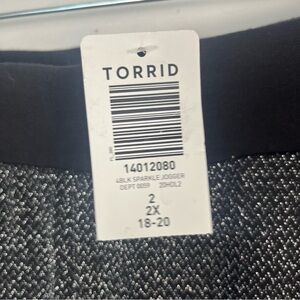 TORRID
14012080
4BLK SPARKLE JOGGER
DEPT 0059 20HOL2
2
2X
18-20